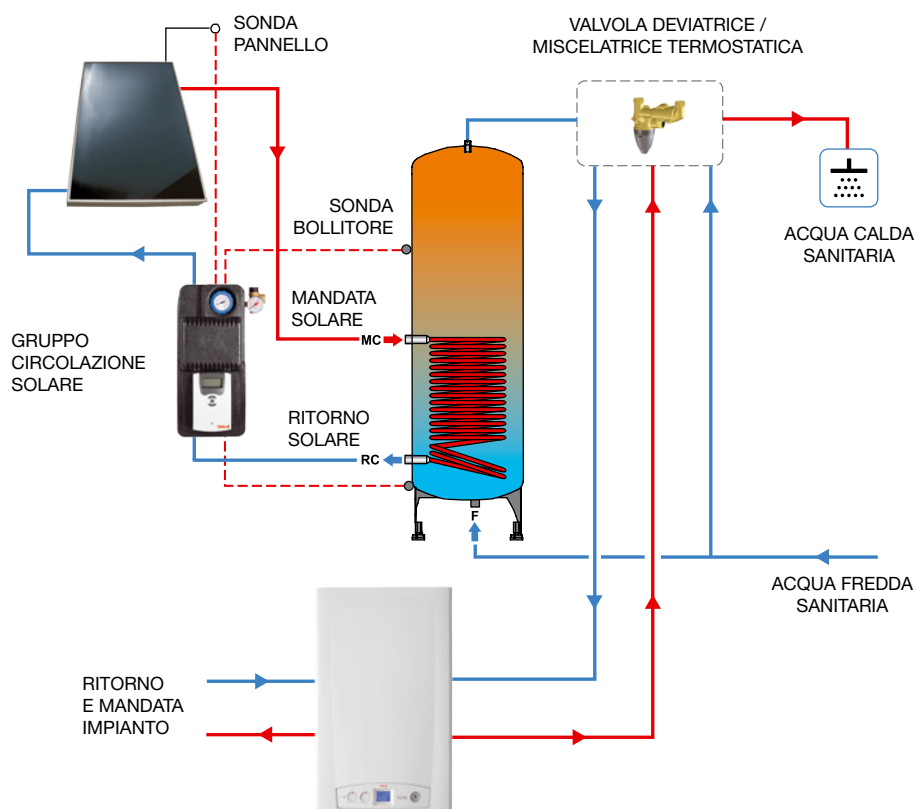 SONDA
PANNELLO
VALVOLA DEVIATRICE /
MISCELATRICE TERMOSTATICA
SONDA
BOLLITORE
ACQUA CALDA
SANITARIA
MANDATA
SOLARE
MC
GRUPPO
CIRCOLAZIONE
SOLARE
RITORNO
SOLARE
RC
F
ACQUA FREDDA
SANITARIA
RITORNO
E MANDATA
IMPIANTO